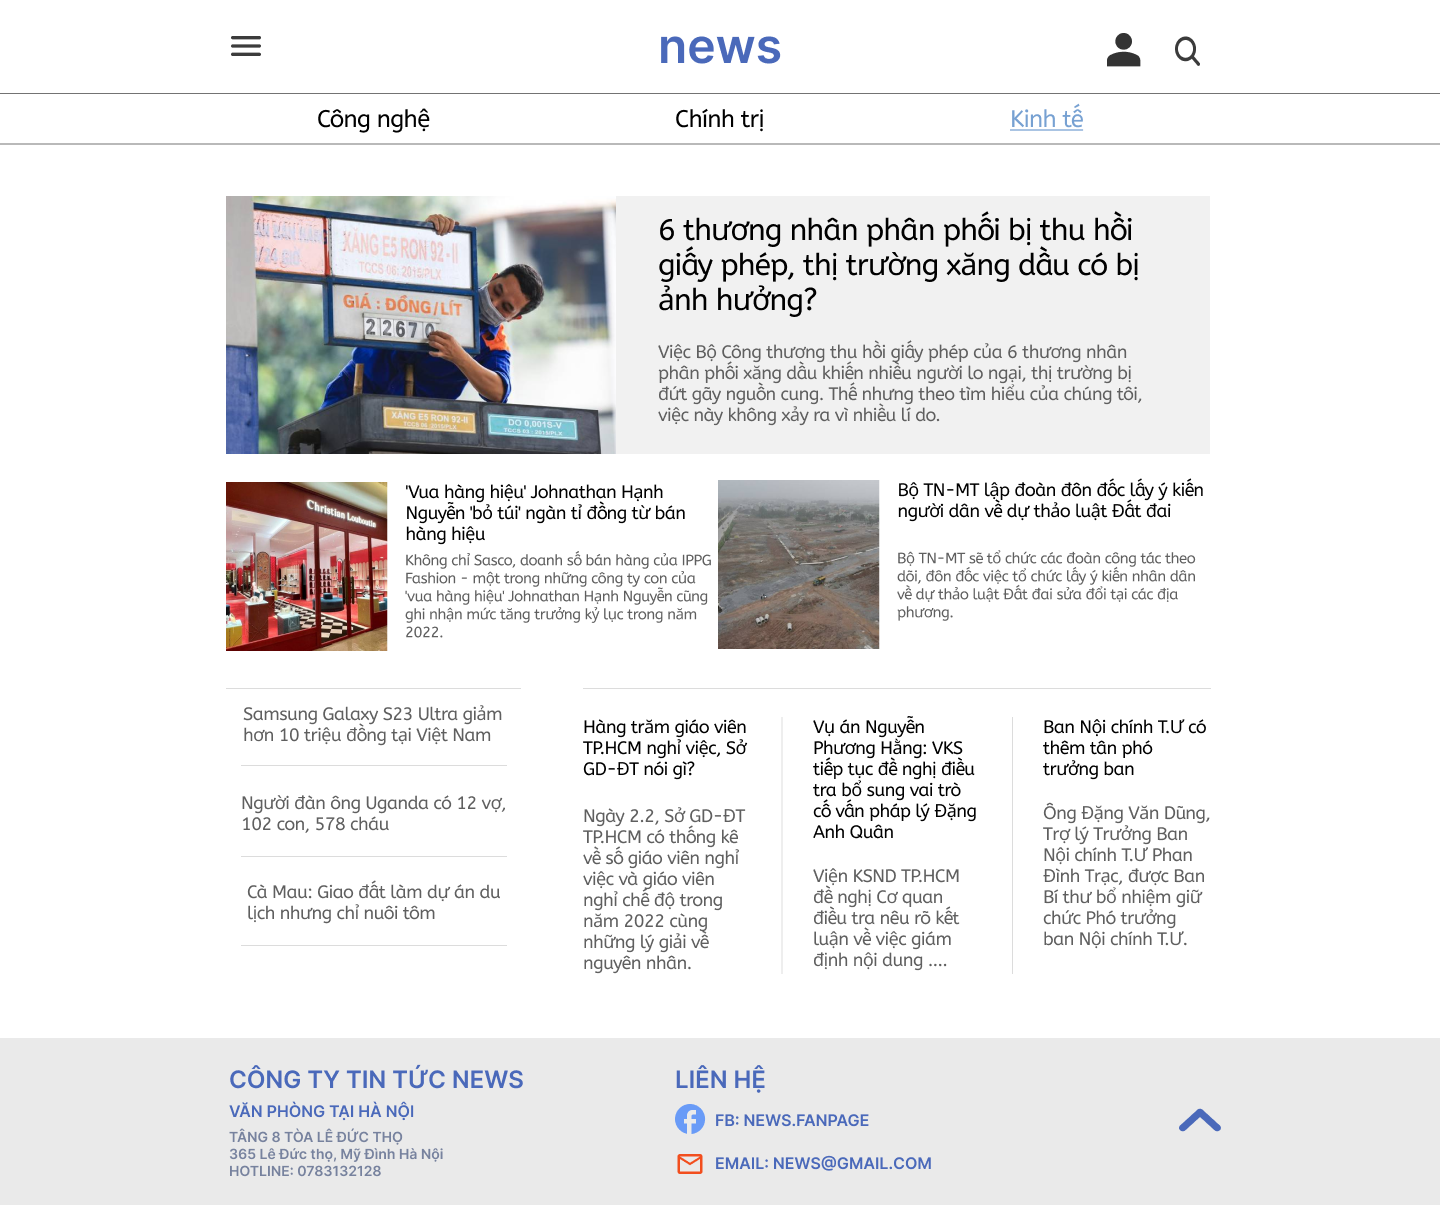 news
Công nghệ
Chính trị
Kinh tế
XĂNG E5 RON 92-II
TCCS 06:2015/PLX
GIÁ : ĐỒNG/LÍT
22670
XĂNG E5 RON 92-II
DO 0,001S-V
6 thương nhân phân phối bị thu hồi
giấy phép, thị trường xăng dầu có bị
ảnh hưởng?
Việc Bộ Công thương thu hồi giấy phép của 6 thương nhân
phân phối xăng dầu khiến nhiều người lo ngại, thị trường bị
đứt gãy nguồn cung. Thế nhưng theo tìm hiểu của chúng tôi,
việc này không xảy ra vì nhiều lí do.
Christian Louboutin
'Vua hàng hiệu' Johnathan Hạnh
Nguyễn 'bỏ túi' ngàn tỉ đồng từ bán
hàng hiệu
Không chỉ Sasco, doanh số bán hàng của IPPG
Fashion - một trong những công ty con của
'vua hàng hiệu' Johnathan Hạnh Nguyễn cũng
ghi nhận mức tăng trưởng kỷ lục trong năm
2022.
Bộ TN-MT lập đoàn đôn đốc lấy ý kiến
người dân về dự thảo luật Đất đai
Bộ TN-MT sẽ tổ chức các đoàn công tác theo
dõi, đôn đốc việc tổ chức lấy ý kiến nhân dân
về dự thảo luật Đất đai sửa đổi tại các địa
phương.
Samsung Galaxy S23 Ultra giảm
hơn 10 triệu đồng tại Việt Nam
Người đàn ông Uganda có 12 vợ,
102 con, 578 cháu
Cà Mau: Giao đất làm dự án du
lịch nhưng chỉ nuôi tôm
Hàng trăm giáo viên
TP.HCM nghỉ việc, Sở
GD-ĐT nói gì?
Ngày 2.2, Sở GD-ĐT
TP.HCM có thống kê
về số giáo viên nghỉ
việc và giáo viên
nghỉ chế độ trong
năm 2022 cùng
những lý giải về
nguyên nhân.
Vụ án Nguyễn
Phương Hằng: VKS
tiếp tục đề nghị điều
tra bổ sung vai trò
cố vấn pháp lý Đặng
Anh Quân
Viện KSND TP.HCM
đề nghị Cơ quan
điều tra nêu rõ kết
luận về việc giám
định nội dung ....
Ban Nội chính T.Ư có
thêm tân phó
trưởng ban
Ông Đặng Văn Dũng,
Trợ lý Trưởng Ban
Nội chính T.Ư Phan
Đình Trạc, được Ban
Bí thư bổ nhiệm giữ
chức Phó trưởng
ban Nội chính T.Ư.
CÔNG TY TIN TỨC NEWS
VĂN PHÒNG TẠI HÀ NỘI
TẦNG 8 TÒA LÊ ĐỨC THỌ
365 Lê Đức thọ, Mỹ Đình Hà Nội
HOTLINE: 0783132128
LIÊN HỆ
FB: NEWS.FANPAGE
EMAIL: NEWS@GMAIL.COM